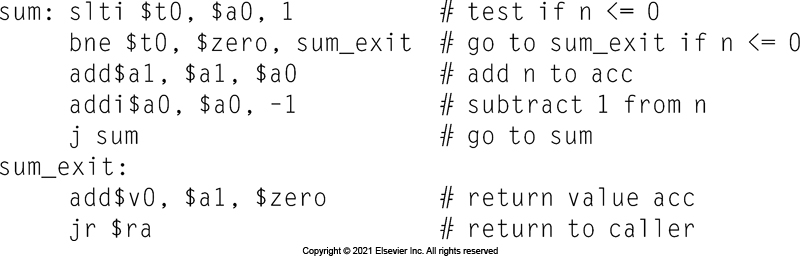 sum: slti $t0, $a0, 1 # test if n <= 0
bne $t0, $zero, sum_exit # go to sum_exit if n <= 0
add$a1, $a1, $a0 # add n to acc
addi$a0, $a0, -1 # subtract 1 from n
j sum # go to sum
sum_exit:
add$v0, $a1, $zero # return value acc
jr $ra # return to caller
Copyright © 2021 Elsevier Inc. All rights reserved